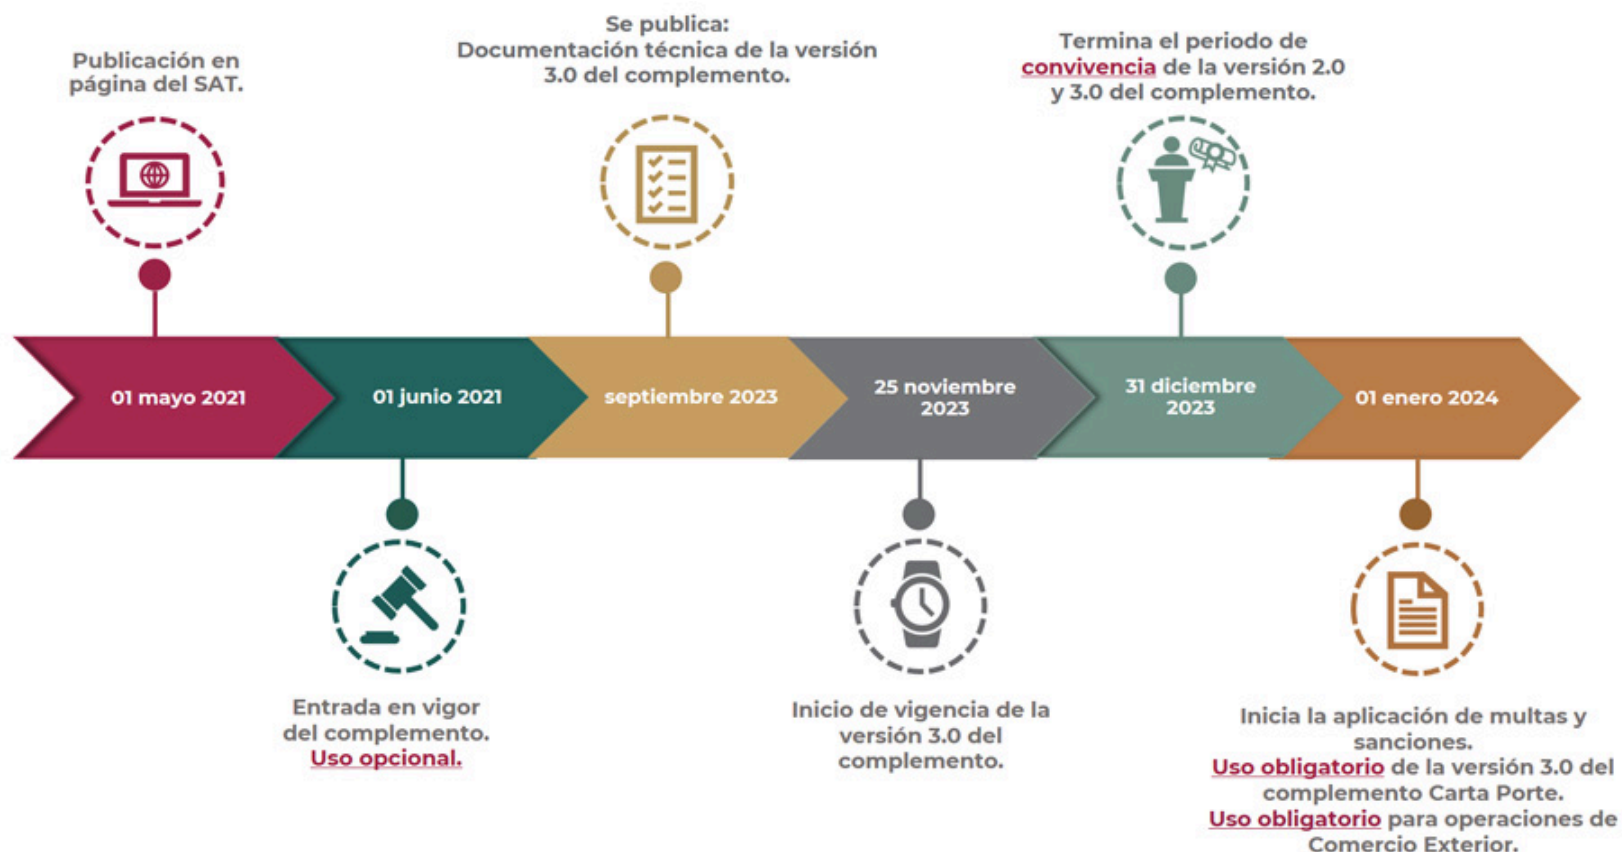 Publicación en
página del SAT.
Se publica:
Documentación técnica de la versión
3.0 del complemento.
Termina el periodo de
convivencia de la versión 2.0
y 3.0 del complemento.
01 mayo 2021
01 junio 2021
septiembre 2023
25 noviembre
2023
31 diciembre
2023
01 enero 2024
Entrada en vigor
del complemento.
Uso opcional.
Inicio de vigencia de la
versión 3.0 del
complemento.
Inicia la aplicación de multas y
sanciones.
Uso obligatorio de la versión 3.0 del
complemento Carta Porte.
Uso obligatorio para operaciones de
Comercio Exterior.